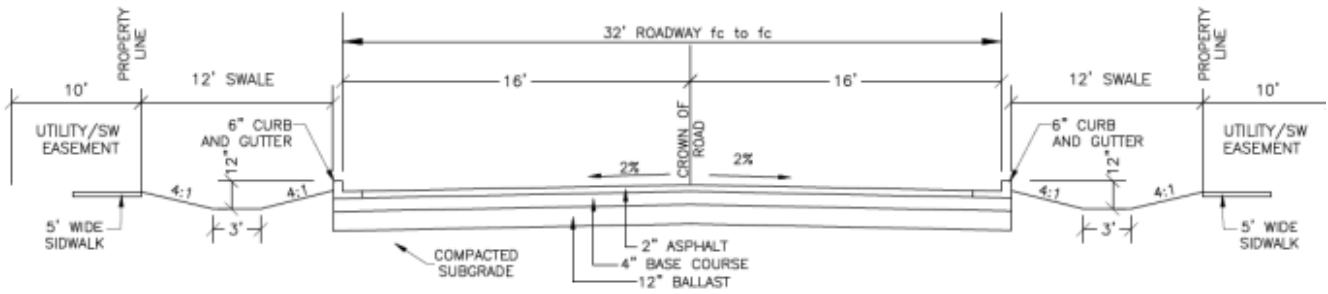 32' ROADWAY fc to fc
PROPERTY
LINE
PROPERTY
LINE
10'
12' SWALE
16'
16'
12' SWALE
10'
UTILITY/SW
EASEMENT
6" CURB
AND GUTTER
CROWN OF
ROAD
6" CURB
AND GUTTER
UTILITY/SW
EASEMENT
2%
2%
12"
12"
4:1
4:1
4:1
4:1
5' WIDE
SIDWALK
3'
3'
5' WIDE
SIDWALK
COMPACTED
SUBGRADE
2" ASPHALT
4" BASE COURSE
12" BALLAST